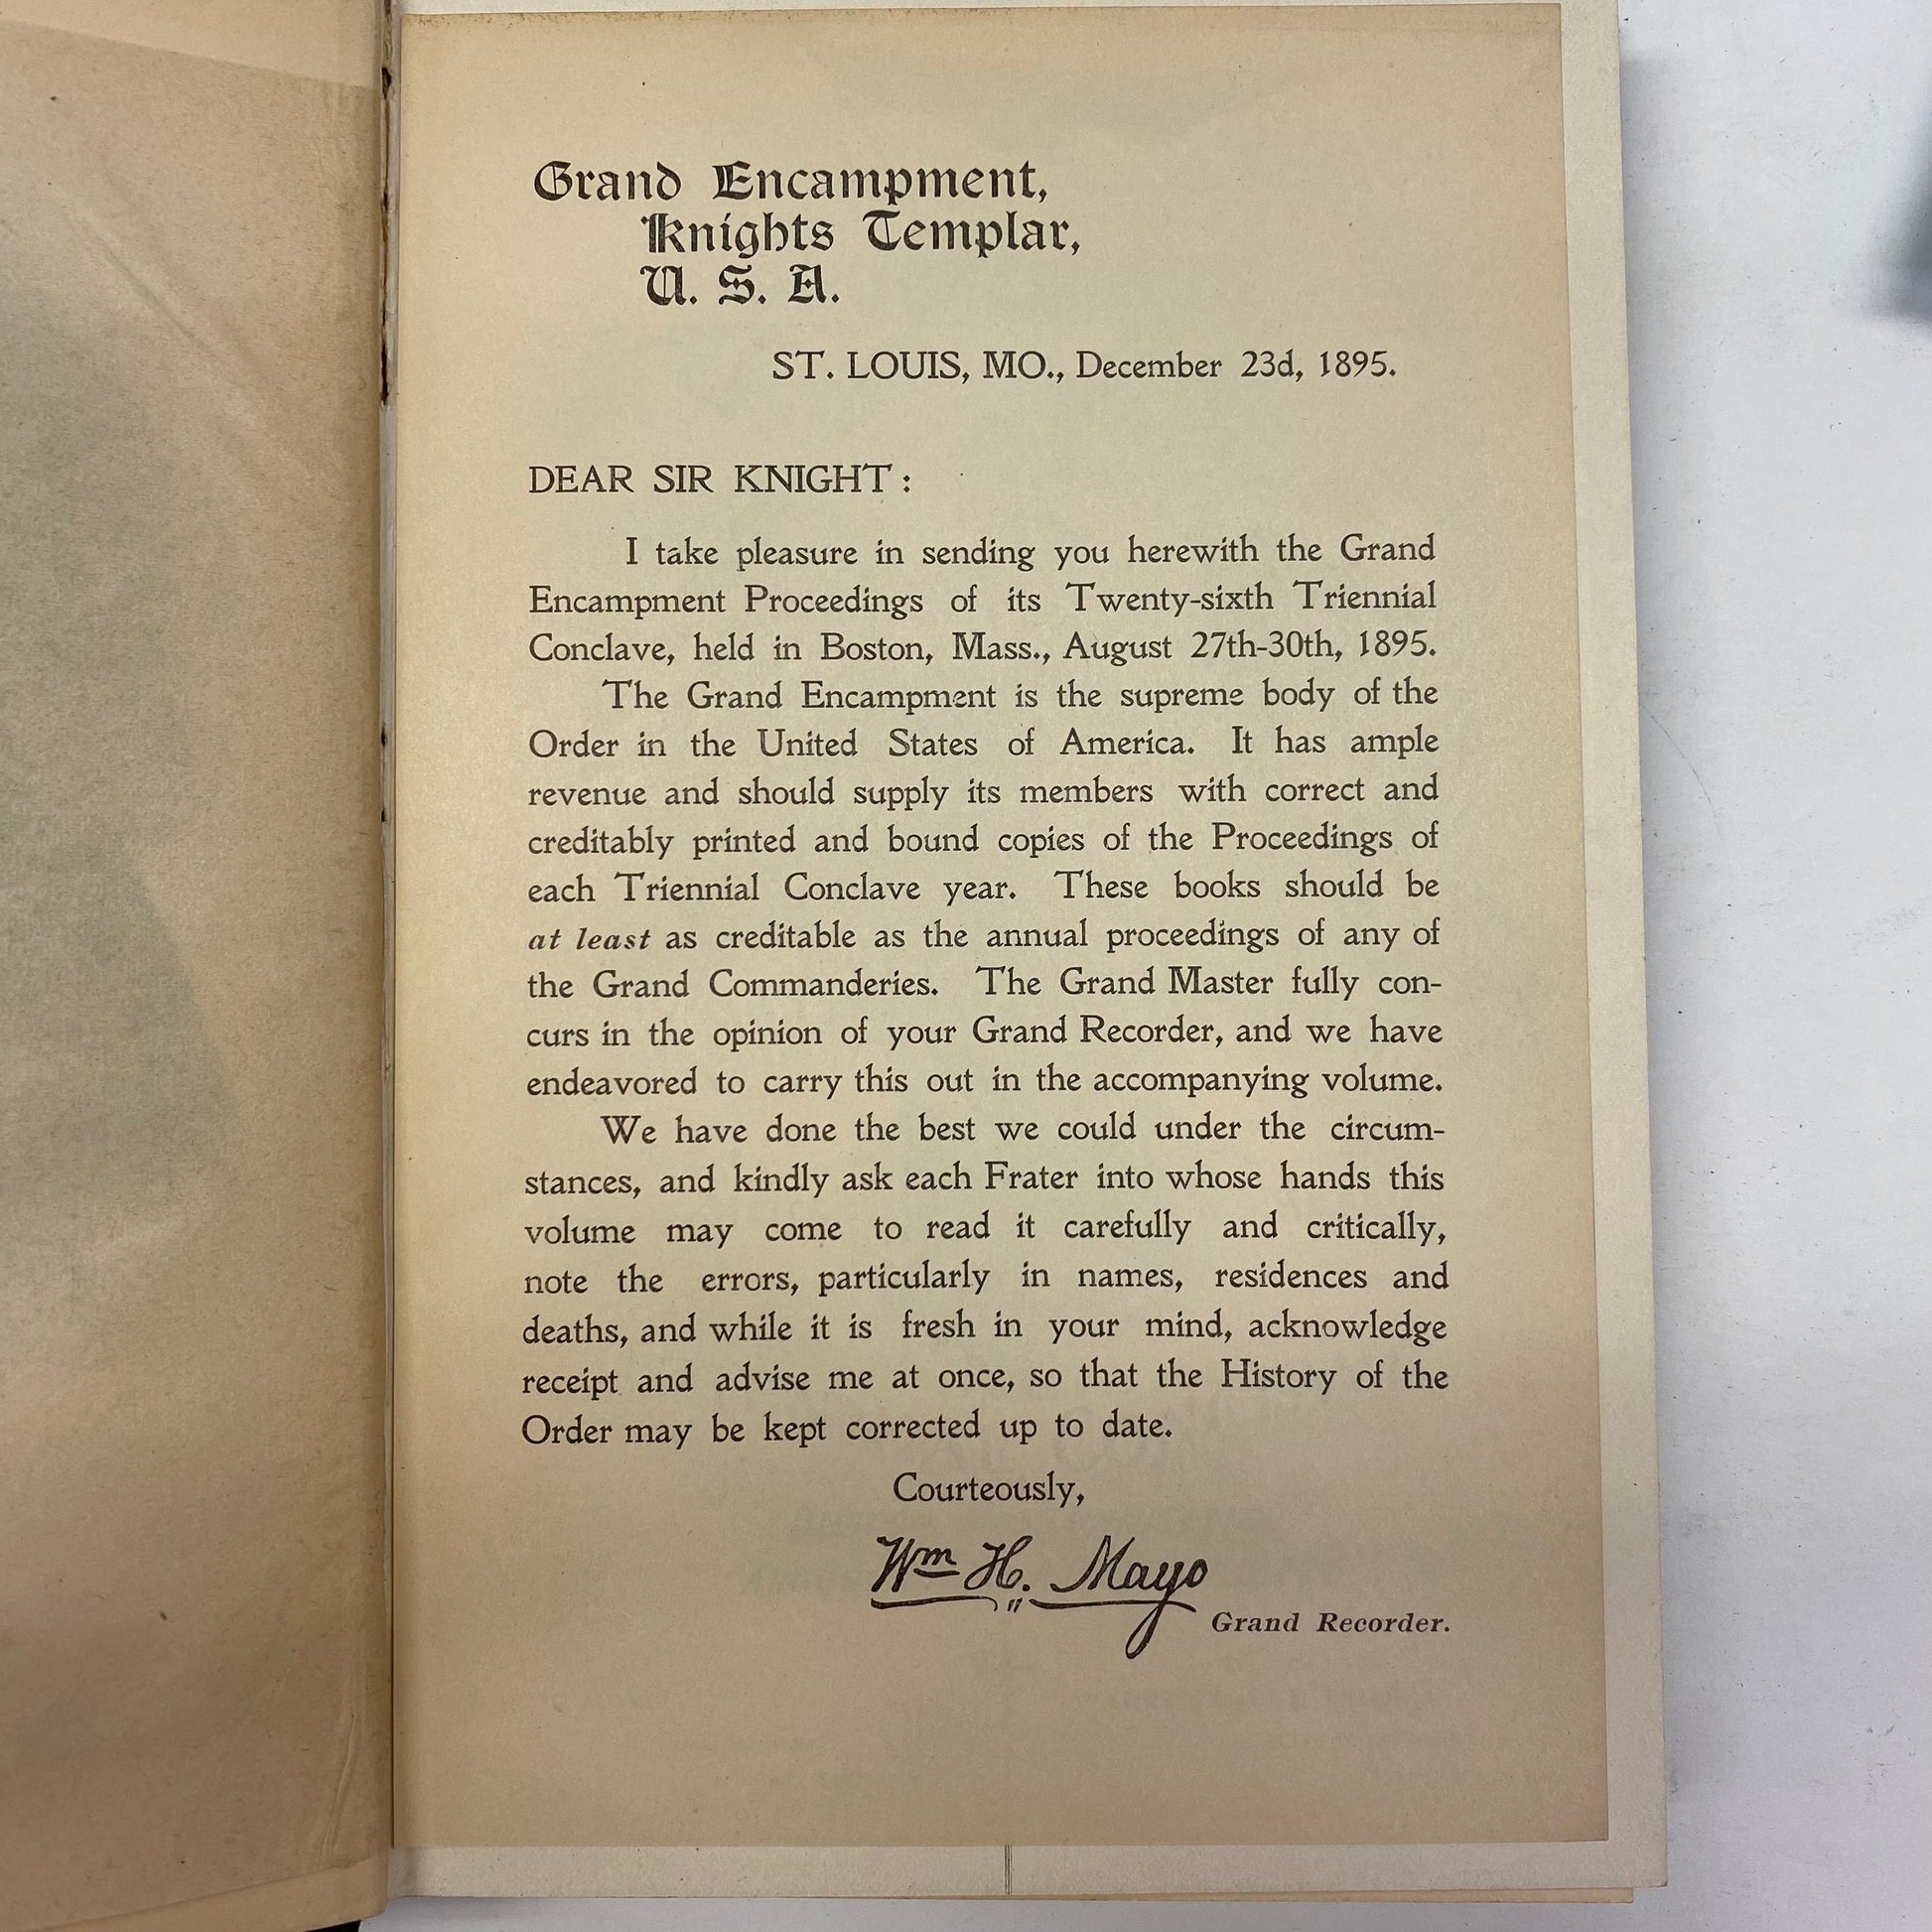 Grand Encampment,
Knights Templar,
U. S. A.
ST. LOUIS, MO., December 23d, 1895.
DEAR SIR KNIGHT :
I take pleasure in sending you herewith the Grand
Encampment Proceedings of its Twenty-sixth Triennial
Conclave, held in Boston, Mass., August 27th-30th, 1895.
The Grand Encampment is the supreme body of the
Order in the United States of America. It has ample
revenue and should supply its members with correct and
creditably printed and bound copies of the Proceedings of
each Triennial Conclave year. These books should be
at least as creditable as the annual proceedings of any of
the Grand Commanderies. The Grand Master fully con-
curs in the opinion of your Grand Recorder, and we have
endeavored to carry this out in the accompanying volume.
We have done the best we could under the circum-
stances, and kindly ask each Frater into whose hands this
volume may come to read it carefully and critically,
note the errors, particularly in names, residences and
deaths, and while it is fresh in your mind, acknowledge
receipt and advise me at once, so that the History of the
Order may be kept corrected up to date.
Courteously,
Wm H. Mayo
Grand Recorder.